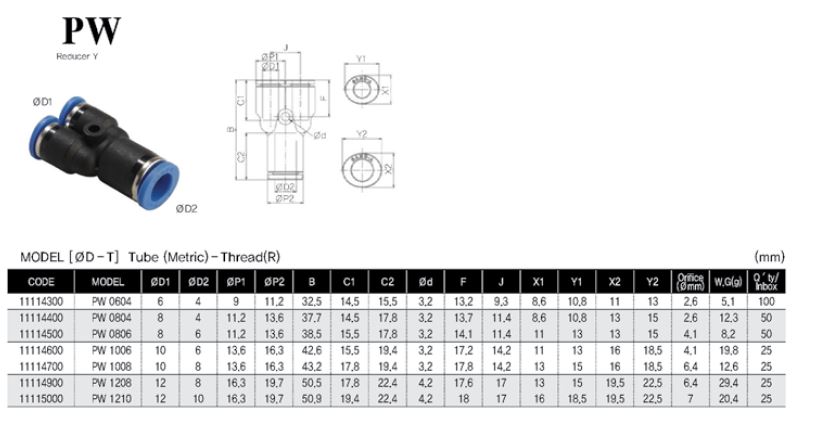 PW
Reducer Y
ØD1
ØD2
J
ØP1
ØD1
B
C1
C2
F
Ød
ØD2
ØP2
Y1
X1
Y2
X2
MODEL [ØD-T] Tube (Metric)-Thread(R) (mm)
CODE MODEL ØD1 ØD2 ØP1 ØP2 B C1 C2 Ød F J X1 Y1 X2 Y2 Orifice (Ømm) W.G(g) Q´ty/ Inbox
11114300 PW 0604 6 4 9 11,2 32,5 14,5 15,5 3,2 13,2 9,3 8,6 10,8 11 13 2,6 5,1 100
11114400 PW 0804 8 4 11,2 13,6 37,7 14,5 17,8 3,2 13,7 11,4 8,6 10,8 13 15 2,6 12,3 50
11114500 PW 0806 8 6 11,2 13,6 38,5 15,5 17,8 3,2 14,1 11,4 11 13 13 15 4,1 8,2 50
11114600 PW 1006 10 6 13,6 16,3 42,6 15,5 19,4 3,2 17,2 14,2 11 13 16 18,5 4,1 19,8 25
11114700 PW 1008 10 8 13,6 16,3 43,2 17,8 19,4 3,2 17,8 14,2 13 15 16 18,5 6,4 12,6 25
11114900 PW 1208 12 8 16,3 19,7 50,5 17,8 22,4 4,2 17,6 17 13 15 19,5 22,5 6,4 29,4 25
11115000 PW 1210 12 10 16,3 19,7 50,9 19,4 22,4 4,2 18 17 16 18,5 19,5 22,5 7 20,4 25